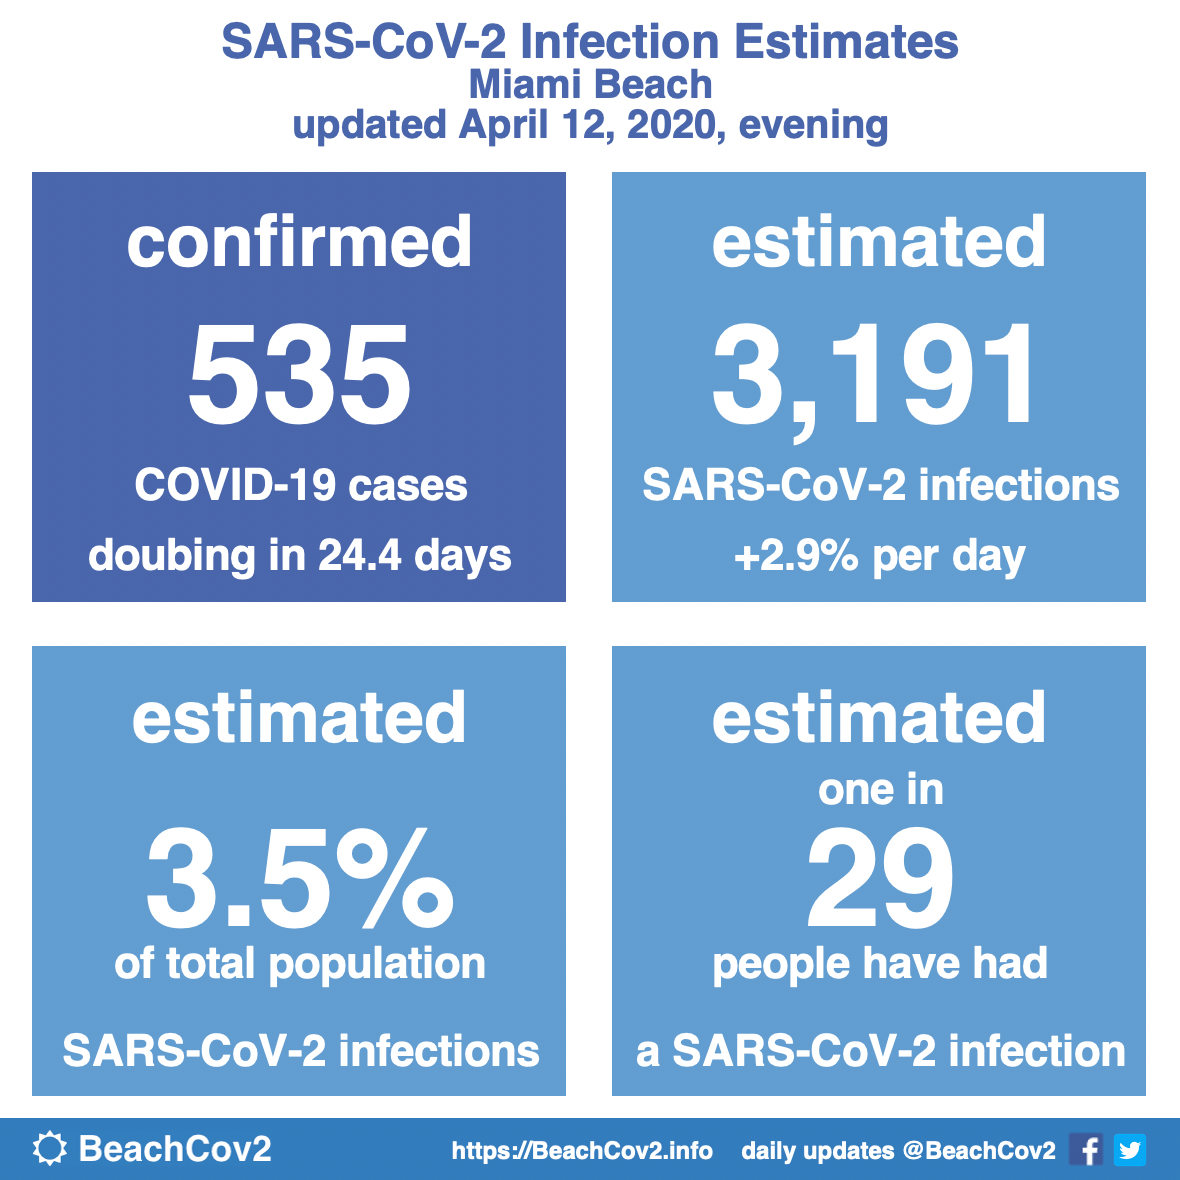 SARS-CoV-2 Infection Estimates
Miami Beach
updated April 12, 2020, evening
confirmed
535
COVID-19 cases
doubing in 24.4 days
estimated
3,191
SARS-CoV-2 infections
+2.9% per day
estimated
3.5%
of total population
SARS-CoV-2 infections
estimated
one in
29
people have had
a SARS-CoV-2 infection
BeachCov2
https://BeachCov2.info daily updates @BeachCov2